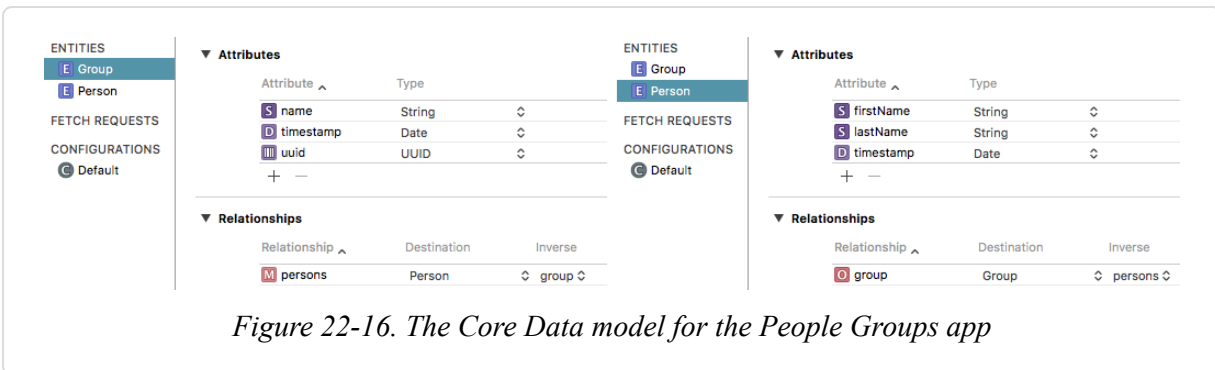 ENTITIES
E Group
E Person
FETCH REQUESTS
CONFIGURATIONS
C Default
▼ Attributes
Attribute Type
S name String
D timestamp Date
uuid UUID
+ −
▼ Relationships
Relationship Destination Inverse
M persons Person group
ENTITIES
E Group
E Person
FETCH REQUESTS
CONFIGURATIONS
C Default
▼ Attributes
Attribute Type
S firstName String
S lastName String
D timestamp Date
+ −
▼ Relationships
Relationship Destination Inverse
O group Group persons
Figure 22-16. The Core Data model for the People Groups app